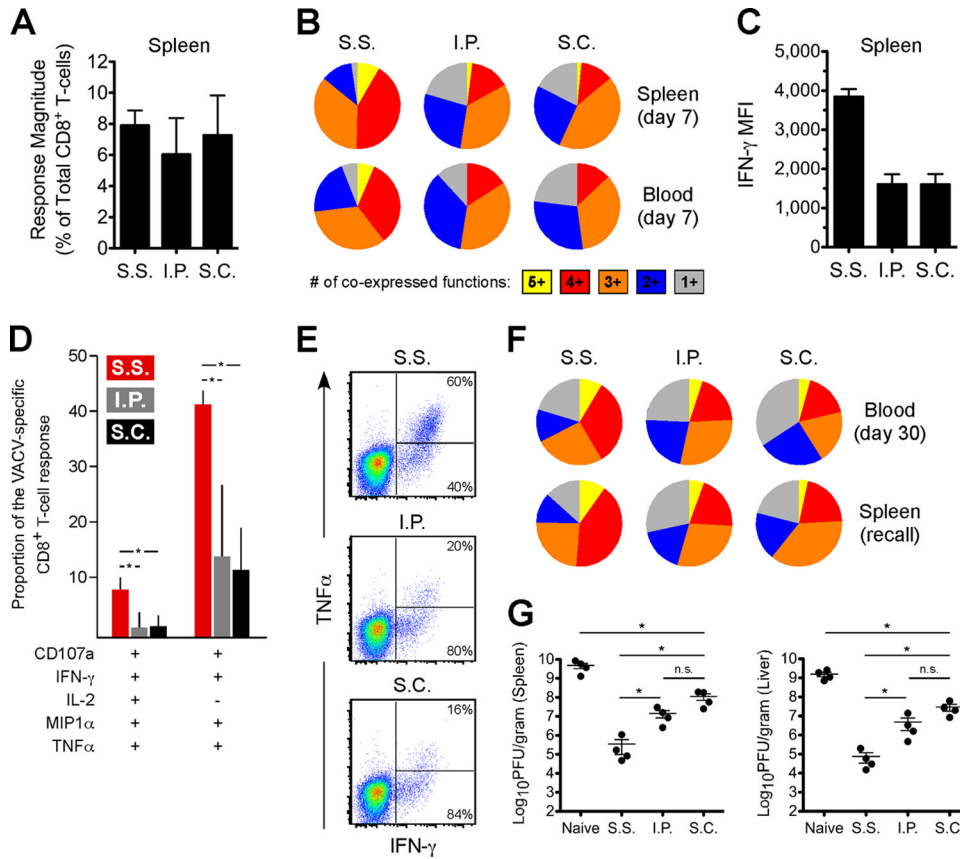 A
Spleen
Response Magnitude
(% of Total CD8⁺ T-cells)
12
10
8
6
4
2
0
S.S. I.P. S.C.
B
S.S. I.P. S.C.
Spleen
(day 7)
Blood
(day 7)
# of co-expressed functions: 5+ 4+ 3+ 2+ 1+
C
Spleen
IFN-γ MFI
5,000
4,000
3,000
2,000
1,000
0
S.S. I.P. S.C.
D
Proportion of the VACV-specific
CD8⁺ T-cell response
50
40
30
20
10
S.S.
I.P.
S.C.
* *
* *
CD107a + +
IFN-γ + +
IL-2 + -
MIP1α + +
TNFα + +
E
S.S.
60%
40%
I.P.
20%
80%
S.C.
16%
84%
TNFα
IFN-γ
F
S.S. I.P. S.C.
Blood
(day 30)
Spleen
(recall)
G
Log₁₀PFU/gram (Spleen)
10
9
8
7
6
5
4
3
2
*
*
* n.s.
Naive S.S. I.P. S.C.
Log₁₀PFU/gram (Liver)
10
9
8
7
6
5
4
3
2
*
*
* n.s.
Naive S.S. I.P. S.C.